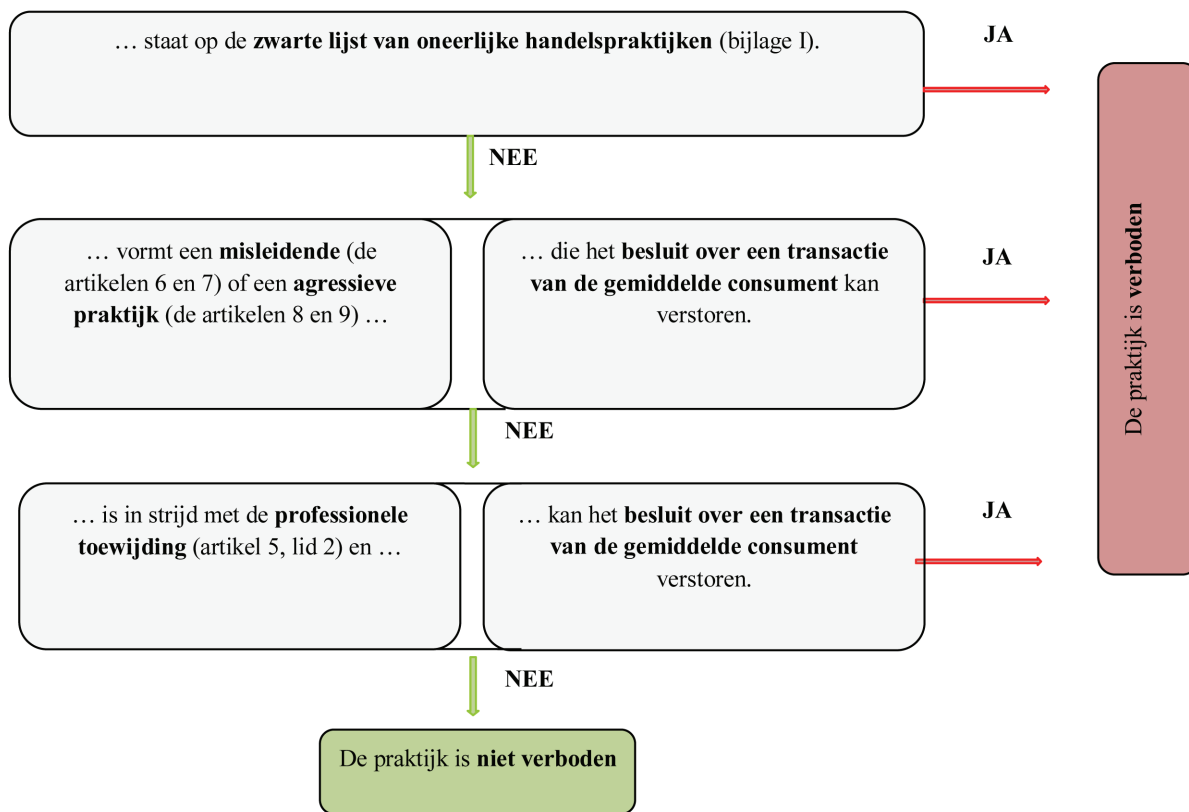 … staat op de zwarte lijst van oneerlijke handelspraktijken (bijlage I).
JA
NEE
… vormt een misleidende (de
artikelen 6 en 7) of een agressieve
praktijk (de artikelen 8 en 9) …
… die het besluit over een transactie
van de gemiddelde consument kan
verstoren.
JA
De praktijk is verboden
NEE
… is in strijd met de professionele
toewijding (artikel 5, lid 2) en …
… kan het besluit over een transactie
van de gemiddelde consument
verstoren.
JA
NEE
De praktijk is niet verboden